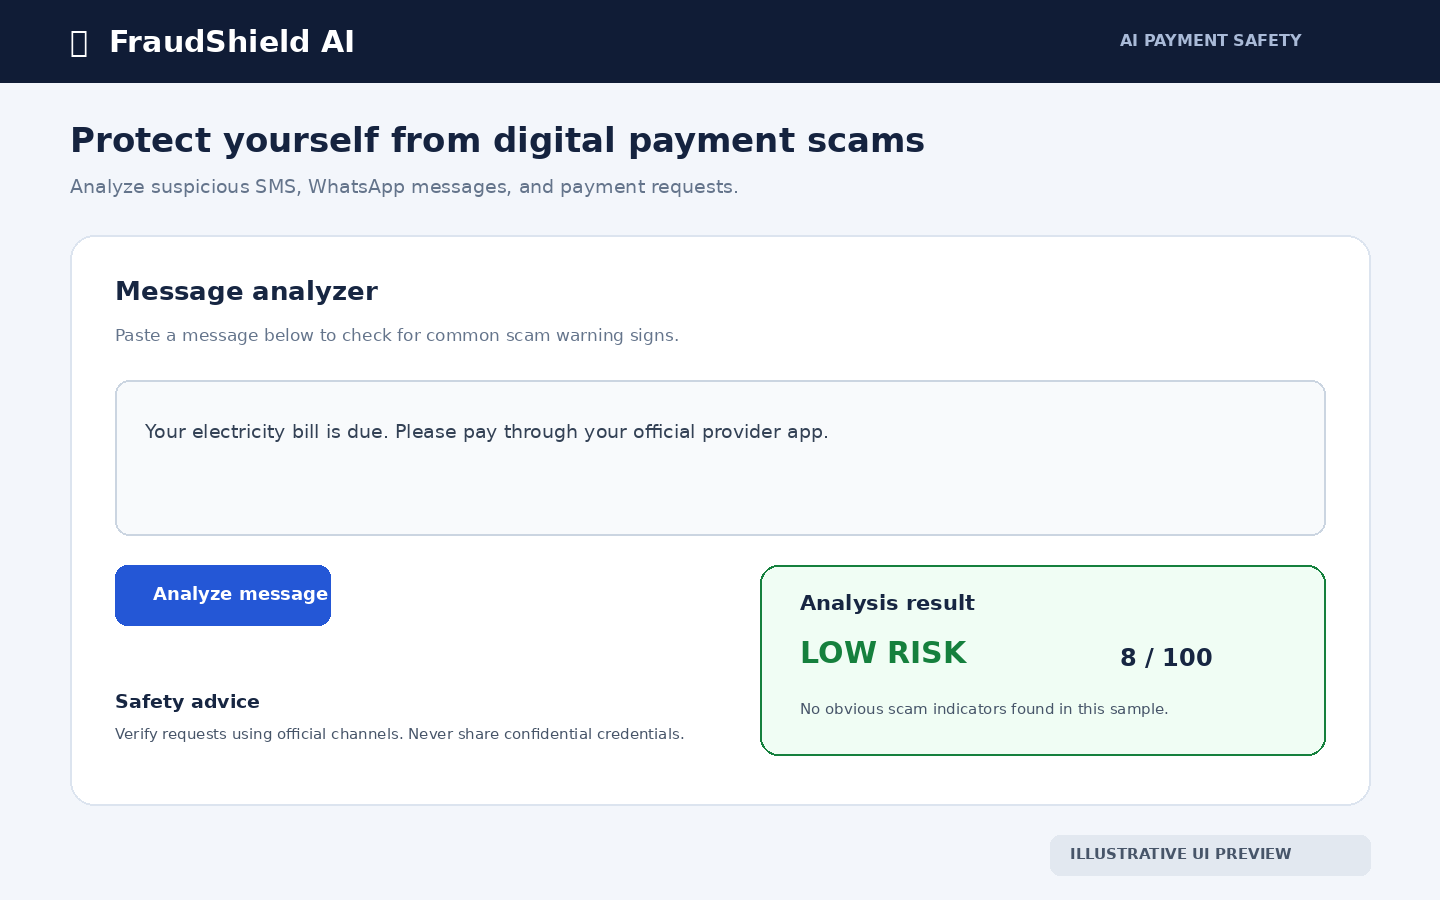 FraudShield AI
AI PAYMENT SAFETY
Protect yourself from digital payment scams
Analyze suspicious SMS, WhatsApp messages, and payment requests.
Message analyzer
Paste a message below to check for common scam warning signs.
Your electricity bill is due. Please pay through your official provider app.
Analyze message
Analysis result
LOW RISK
8 / 100
No obvious scam indicators found in this sample.
Safety advice
Verify requests using official channels. Never share confidential credentials.
ILLUSTRATIVE UI PREVIEW